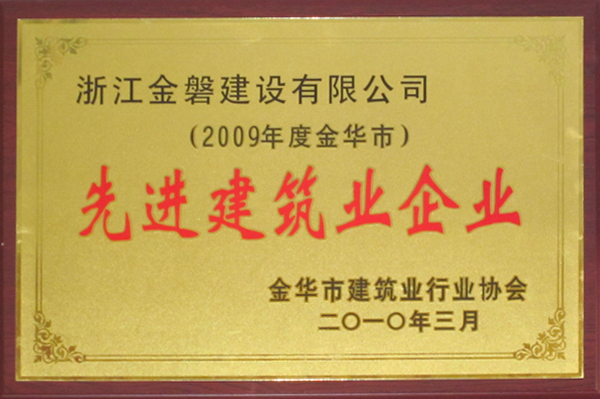 浙江金磐建设有限公司
(2009年度金华市)
先进建筑业企业
金华市建筑业行业协会
二〇一〇年三月